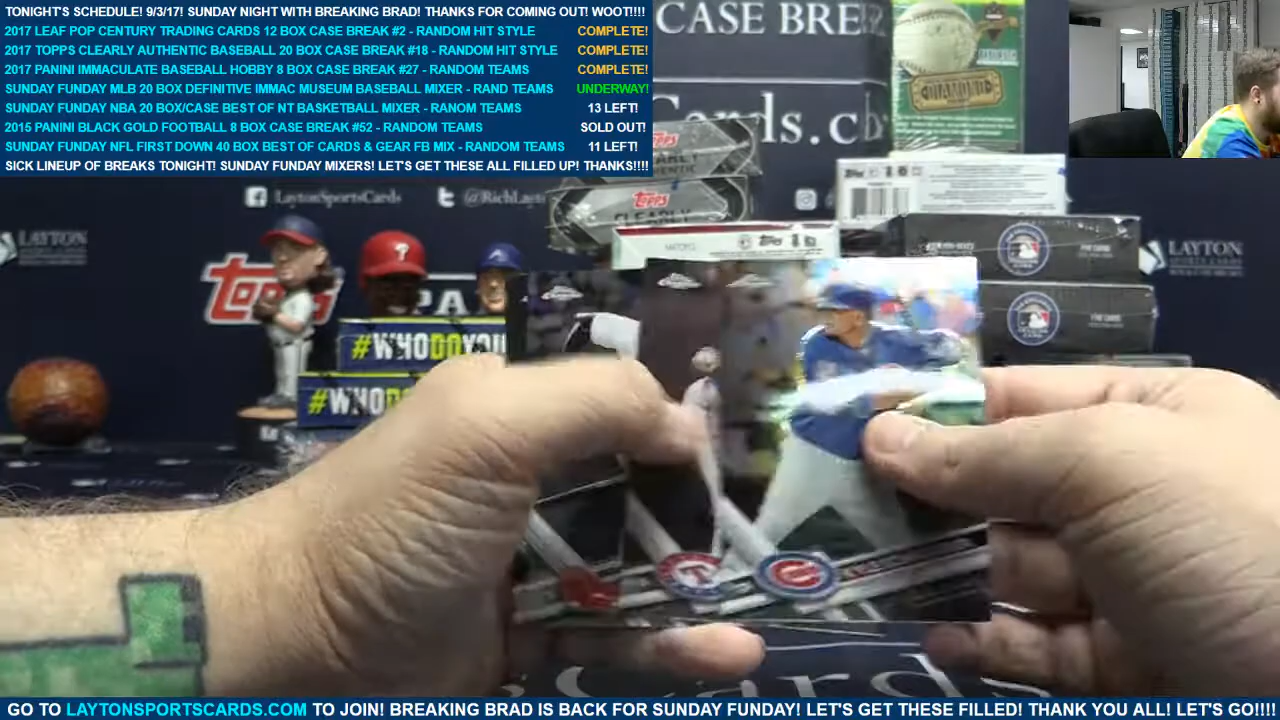 TONIGHT'S SCHEDULE! 9/3/17! SUNDAY NIGHT WITH BREAKING BRAD! THANKS FOR COMING OUT! WOOT!!!!
2017 LEAF POP CENTURY TRADING CARDS 12 BOX CASE BREAK #2 - RANDOM HIT STYLE COMPLETE!
2017 TOPPS CLEARLY AUTHENTIC BASEBALL 20 BOX CASE BREAK #18 - RANDOM HIT STYLE COMPLETE!
2017 PANINI IMMACULATE BASEBALL HOBBY 8 BOX CASE BREAK #27 - RANDOM TEAMS COMPLETE!
SUNDAY FUNDAY MLB 20 BOX DEFINITIVE IMMAC MUSEUM BASEBALL MIXER - RAND TEAMS UNDERWAY!
SUNDAY FUNDAY NBA 20 BOX/CASE BEST OF NT BASKETBALL MIXER - RANOM TEAMS 13 LEFT!
2015 PANINI BLACK GOLD FOOTBALL 8 BOX CASE BREAK #52 - RANDOM TEAMS SOLD OUT!
SUNDAY FUNDAY NFL FIRST DOWN 40 BOX BEST OF CARDS & GEAR FB MIX - RANDOM TEAMS 11 LEFT!
SICK LINEUP OF BREAKS TONIGHT! SUNDAY FUNDAY MIXERS! LET'S GET THESE ALL FILLED UP! THANKS!!!!
CASE BRE
rds.c
DIAMOND
LaytonSportsCards
@RichLayt
Topps
CLEARLY
Topps
LAYTON
LAYTON
Topps
PA
#WHODOYOU
#WHOD
Cards
GO TO LAYTONSPORTSCARDS.COM TO JOIN! BREAKING BRAD IS BACK FOR SUNDAY FUNDAY! LET'S GET THESE FILLED! THANK YOU ALL! LET'S GO!!!!